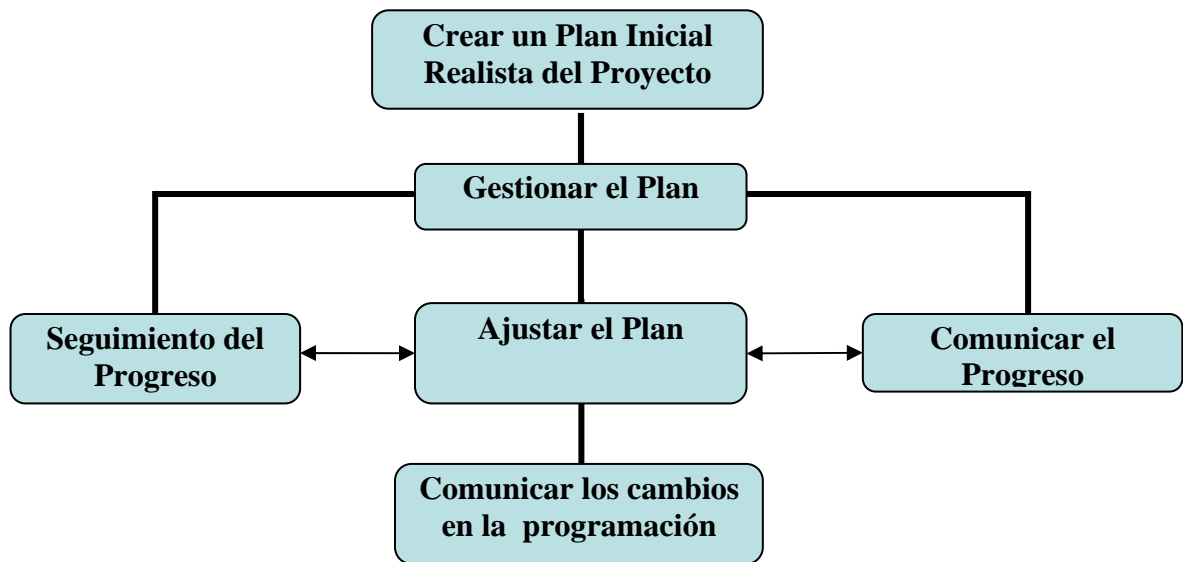 Crear un Plan Inicial
Realista del Proyecto
Gestionar el Plan
Seguimiento del
Progreso
Ajustar el Plan
Comunicar el
Progreso
Comunicar los cambios
en la programación